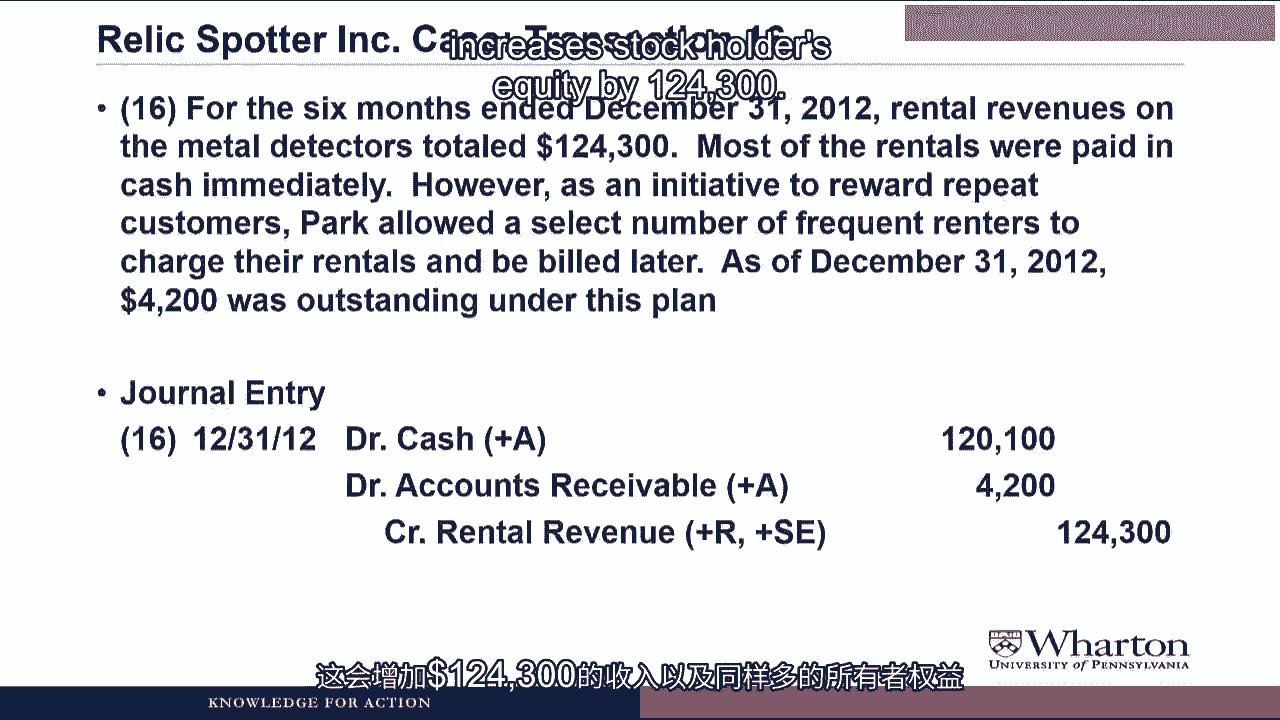 Relic Spotter Inc. Case: Transaction 16
increases stock holder's
equity by 124,300.
• (16) For the six months ended December 31, 2012, rental revenues on
the metal detectors totaled $124,300. Most of the rentals were paid in
cash immediately. However, as an initiative to reward repeat
customers, Park allowed a select number of frequent renters to
charge their rentals and be billed later. As of December 31, 2012,
$4,200 was outstanding under this plan
• Journal Entry
(16) 12/31/12 Dr. Cash (+A) 120,100
Dr. Accounts Receivable (+A) 4,200
Cr. Rental Revenue (+R, +SE) 124,300
Wharton
UNIVERSITY of PENNSYLVANIA
这会增加$124,300的收入以及同样多的所有者权益
KNOWLEDGE FOR ACTION